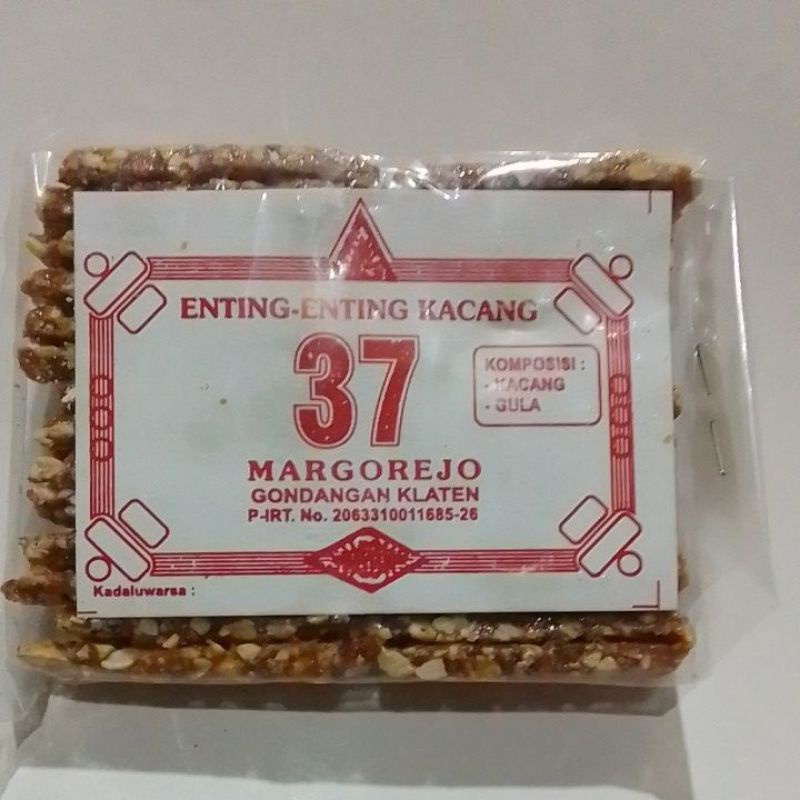 ENTING-ENTING KACANG
37
KOMPOSISI :
- KACANG
- GULA
MARGOREJO
GONDANGAN KLATEN
P-IRT. No. 2063310011685-26
Kadaluwarsa :